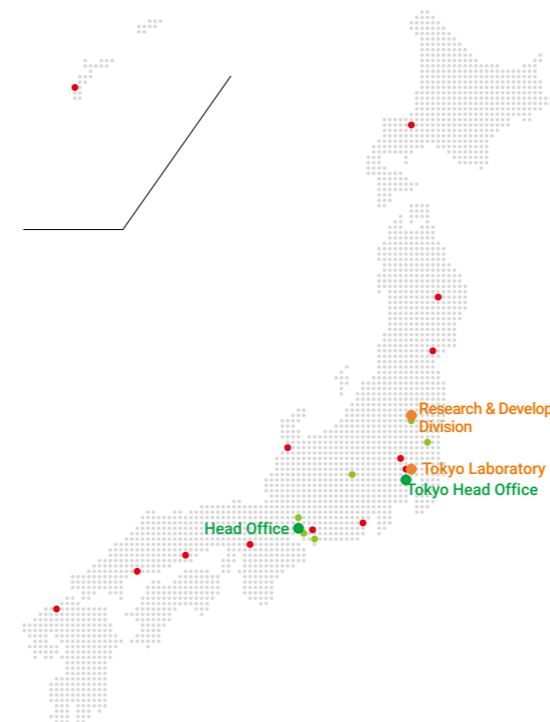 Research & Develop
Division
Tokyo Laboratory
Tokyo Head Office
Head Office